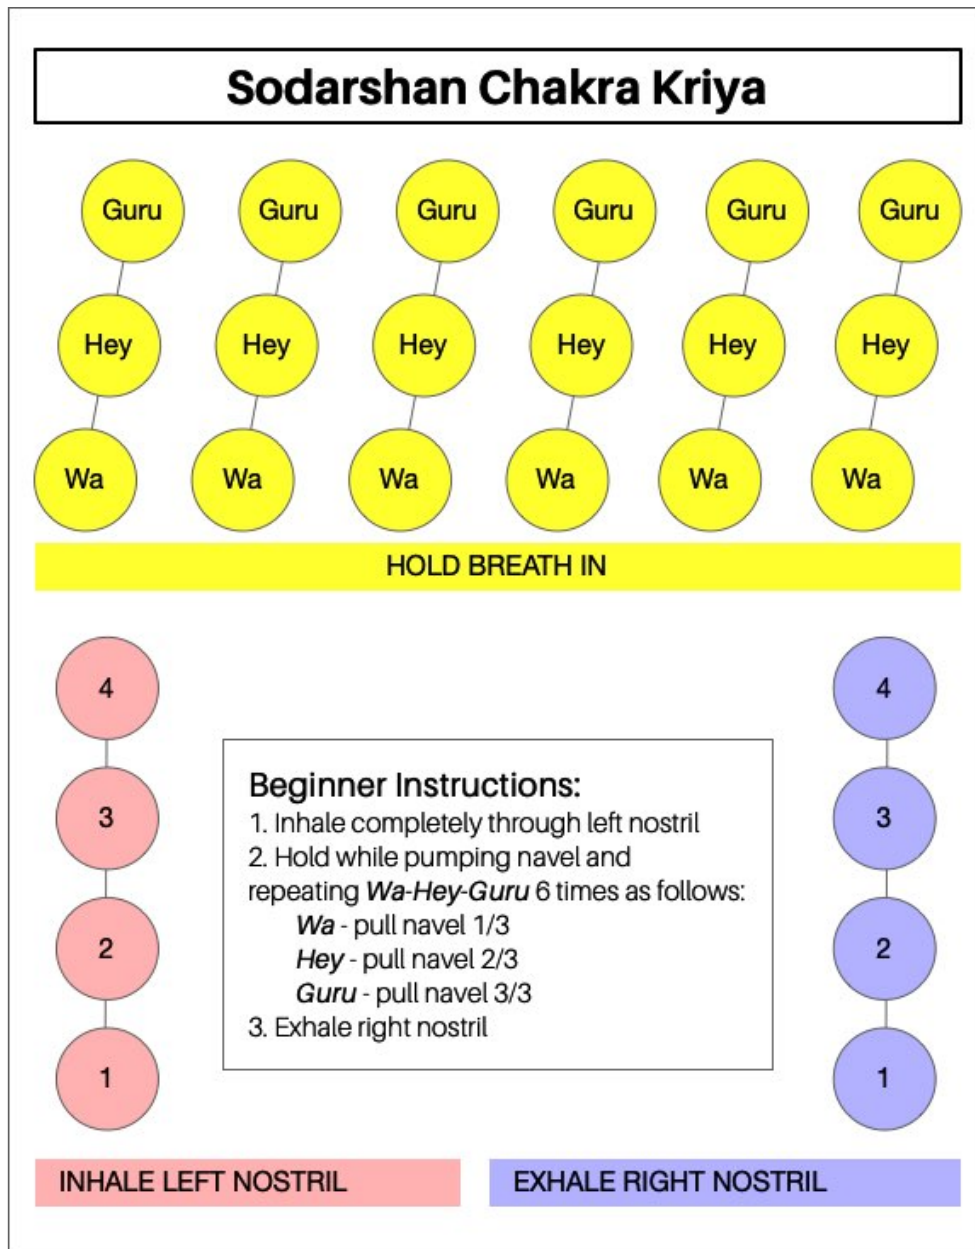 Sodarshan Chakra Kriya
Guru Guru Guru Guru Guru Guru
Hey Hey Hey Hey Hey Hey
Wa Wa Wa Wa Wa Wa
HOLD BREATH IN
4 4
3 3
2 2
1 1
Beginner Instructions:
1. Inhale completely through left nostril
2. Hold while pumping navel and
repeating Wa-Hey-Guru 6 times as follows:
Wa - pull navel 1/3
Hey - pull navel 2/3
Guru - pull navel 3/3
3. Exhale right nostril
INHALE LEFT NOSTRIL
EXHALE RIGHT NOSTRIL